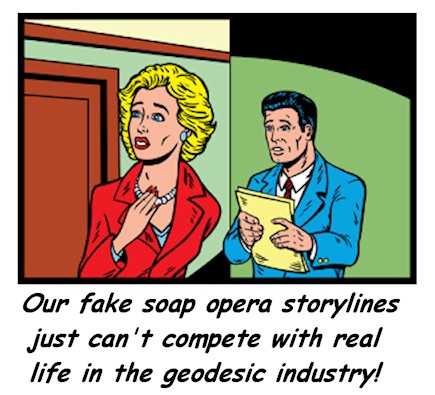 Our fake soap opera storylines
just can't compete with real
life in the geodesic industry!